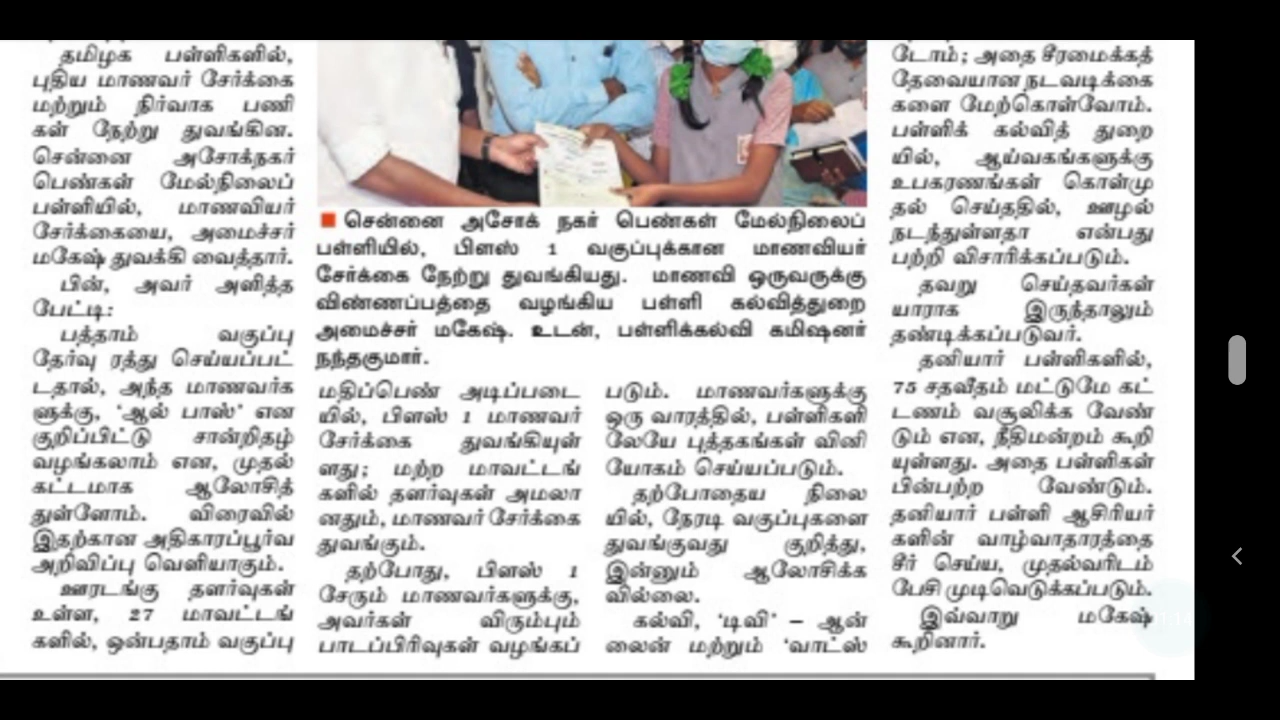 தமிழக பள்ளிகளில்,
புதிய மாணவர் சேர்க்கை
மற்றும் நிர்வாக பணி
கள் நேற்று துவங்கின.
சென்னை அசோக்நகர்
பெண்கள் மேல்நிலைப்
பள்ளியில், மாணவியர்
சேர்க்கையை, அமைச்சர்
மகேஷ் துவக்கி வைத்தார்.
பின், அவர் அளித்த
பேட்டி:
பத்தாம் வகுப்பு
தேர்வு ரத்து செய்யப்பட்
டதால், அந்த மாணவர்க
ளுக்கு, 'ஆல் பாஸ்' என
குறிப்பிட்டு சான்றிதழ்
வழங்கலாம் என, முதல்
கட்டமாக ஆலோசித்
துள்ளோம். விரைவில்
இதற்கான அதிகாரப்பூர்வ
அறிவிப்பு வெளியாகும்.
ஊரடங்கு தளர்வுகள்
உள்ள, 27 மாவட்டங்
களில், ஒன்பதாம் வகுப்பு
சென்னை அசோக் நகர் பெண்கள் மேல்நிலைப்
பள்ளியில், பிளஸ் 1 வகுப்புக்கான மாணவியர்
சேர்க்கை நேற்று துவங்கியது. மாணவி ஒருவருக்கு
விண்ணப்பத்தை வழங்கிய பள்ளி கல்வித்துறை
அமைச்சர் மகேஷ். உடன், பள்ளிக்கல்வி கமிஷனர்
நந்தகுமார்.
மதிப்பெண் அடிப்படை
யில், பிளஸ் 1 மாணவர்
சேர்க்கை துவங்கியுள்
ளது; மற்ற மாவட்டங்
களில் தளர்வுகள் அமலா
னதும், மாணவர் சேர்க்கை
துவங்கும்.
தற்போது, பிளஸ் 1
சேரும் மாணவர்களுக்கு,
அவர்கள் விரும்பும்
பாடப்பிரிவுகள் வழங்கப்
படும். மாணவர்களுக்கு
ஒரு வாரத்தில், பள்ளிகளி
லேயே புத்தகங்கள் வினி
யோகம் செய்யப்படும்.
தற்போதைய நிலை
யில், நேரடி வகுப்புகளை
துவங்குவது குறித்து,
இன்னும் ஆலோசிக்க
வில்லை.
கல்வி, 'டிவி' – ஆன்
லைன் மற்றும் 'வாட்ஸ்
டோம்; அதை சீரமைக்கத்
தேவையான நடவடிக்கை
களை மேற்கொள்வோம்.
பள்ளிக் கல்வித் துறை
யில், ஆய்வகங்களுக்கு
உபகரணங்கள் கொள்மு
தல் செய்ததில், ஊழல்
நடந்துள்ளதா என்பது
பற்றி விசாரிக்கப்படும்.
தவறு செய்தவர்கள்
யாராக இருந்தாலும்
தண்டிக்கப்படுவர்.
தனியார் பள்ளிகளில்,
75 சதவீதம் மட்டுமே கட்
டணம் வசூலிக்க வேண்
டும் என, நீதிமன்றம் கூறி
யுள்ளது. அதை பள்ளிகள்
பின்பற்ற வேண்டும்.
தனியார் பள்ளி ஆசிரியர்
களின் வாழ்வாதாரத்தை
சீர் செய்ய, முதல்வரிடம்
பேசி முடிவெடுக்கப்படும்.
இவ்வாறு மகேஷ்
கூறினார்.